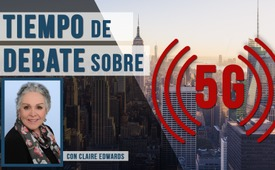 TIEMPO DE
DEBATE SOBRE
5G
CON CLAIRE EDWARDS